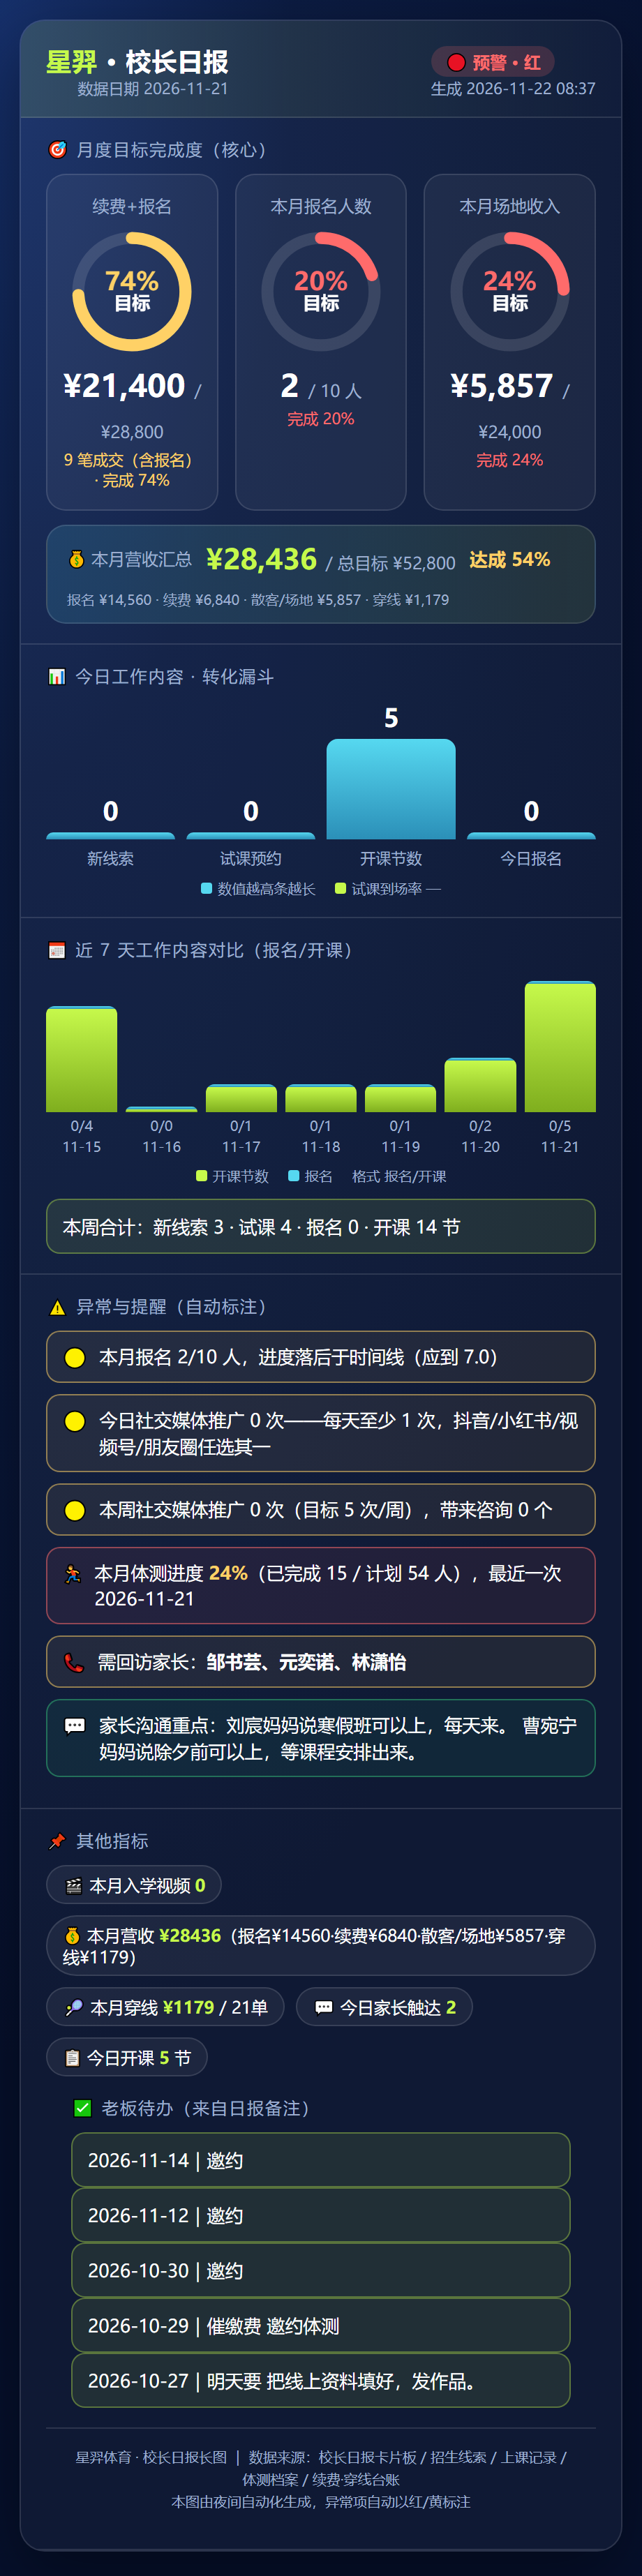 星羿 · 校长日报
预警 · 红
数据日期 2026-11-21
生成 2026-11-22 08:37
月度目标完成度（核心）
续费+报名
74%
目标
¥21,400 /
¥28,800
9 笔成交（含报名）
· 完成 74%
本月报名人数
20%
目标
2 / 10 人
完成 20%
本月场地收入
24%
目标
¥5,857 /
¥24,000
完成 24%
本月营收汇总 ¥28,436 / 总目标 ¥52,800 达成 54%
报名 ¥14,560 · 续费 ¥6,840 · 散客/场地 ¥5,857 · 穿线 ¥1,179
今日工作内容 · 转化漏斗
0
0
5
0
新线索
试课预约
开课节数
今日报名
数值越高条越长
试课到场率 —
近 7 天工作内容对比（报名/开课）
0/4
11-15
0/0
11-16
0/1
11-17
0/1
11-18
0/1
11-19
0/2
11-20
0/5
11-21
开课节数
报名
格式 报名/开课
本周合计：新线索 3 · 试课 4 · 报名 0 · 开课 14 节
异常与提醒（自动标注）
本月报名 2/10 人，进度落后于时间线（应到 7.0）
今日社交媒体推广 0 次——每天至少 1 次，抖音/小红书/视
频号/朋友圈任选其一
本周社交媒体推广 0 次（目标 5 次/周），带来咨询 0 个
本月体测进度 24%（已完成 15 / 计划 54 人），最近一次
2026-11-21
需回访家长：邹书芸、元奕诺、林潇怡
家长沟通重点：刘宸妈妈说寒假班可以上，每天来。 曹宛宁
妈妈说除夕前可以上，等课程安排出来。
其他指标
本月入学视频 0
本月营收 ¥28436（报名¥14560·续费¥6840·散客/场地¥5857·穿
线¥1179）
本月穿线 ¥1179 / 21单
今日家长触达 2
今日开课 5 节
老板待办（来自日报备注）
2026-11-14 | 邀约
2026-11-12 | 邀约
2026-10-30 | 邀约
2026-10-29 | 催缴费 邀约体测
2026-10-27 | 明天要 把线上资料填好，发作品。
星羿体育 · 校长日报长图 ｜ 数据来源：校长日报卡片板 / 招生线索 / 上课记录 /
体测档案 / 续费·穿线台账
本图由夜间自动化生成，异常项自动以红/黄标注